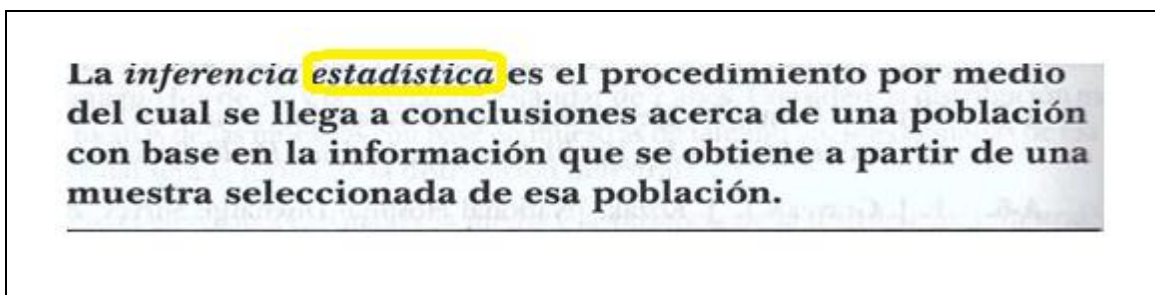 La inferencia estadística es el procedimiento por medio
del cual se llega a conclusiones acerca de una población
con base en la información que se obtiene a partir de una
muestra seleccionada de esa población.